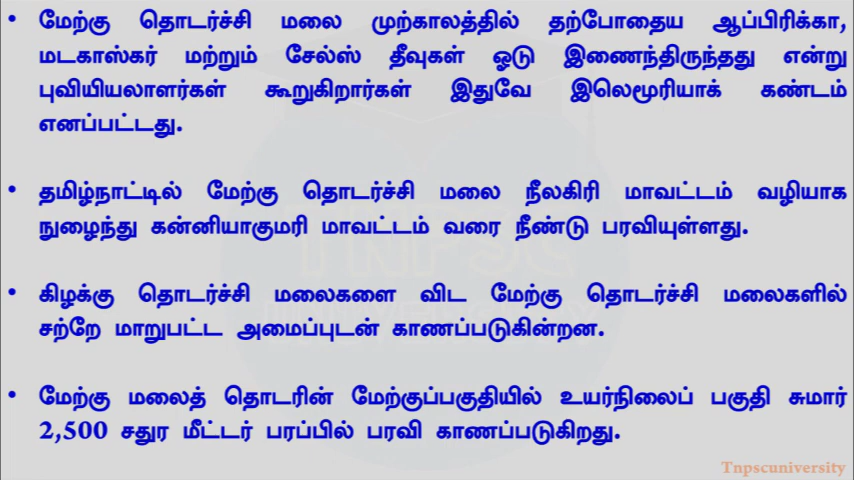 • மேற்கு தொடர்ச்சி மலை முற்காலத்தில் தற்போதைய ஆப்பிரிக்கா,
மடகாஸ்கர் மற்றும் சேல்ஸ் தீவுகள் ஓடு இணைந்திருந்தது என்று
புவியியலாளர்கள் கூறுகிறார்கள் இதுவே இலெமூரியாக் கண்டம்
எனப்பட்டது.
• தமிழ்நாட்டில் மேற்கு தொடர்ச்சி மலை நீலகிரி மாவட்டம் வழியாக
நுழைந்து கன்னியாகுமரி மாவட்டம் வரை நீண்டு பரவியுள்ளது.
• கிழக்கு தொடர்ச்சி மலைகளை விட மேற்கு தொடர்ச்சி மலைகளில்
சற்றே மாறுபட்ட அமைப்புடன் காணப்படுகின்றன.
• மேற்கு மலைத் தொடரின் மேற்குப்பகுதியில் உயர்நிலைப் பகுதி சுமார்
2,500 சதுர மீட்டர் பரப்பில் பரவி காணப்படுகிறது.
TNPSC
UNIVERSITY
Tnpscuniversity